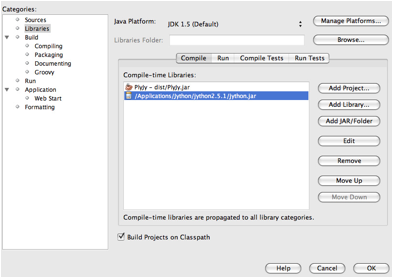 Categories:
Sources
Libraries
Build
Compiling
Packaging
Documenting
Groovy
Run
Application
Web Start
Formatting
Java Platform: JDK 1.5 (Default) Manage Platforms...
Libraries Folder: Browse...
Compile Run Compile Tests Run Tests
Compile-time Libraries:
PlyJy - dist/PlyJy.jar
/Applications/Jython/jython2.5.1/jython.jar
Add Project...
Add Library...
Add JAR/Folder
Edit
Remove
Move Up
Move Down
Compile-time libraries are propagated to all library categories.
Build Projects on Classpath
Help Cancel OK